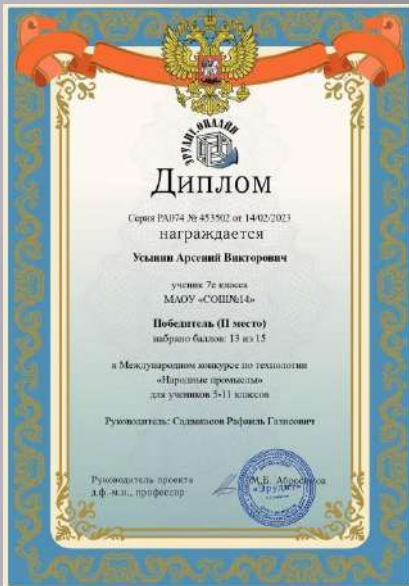 ЭРУДИТ.ОНЛАЙН
Диплом
Серия РА074 № 453502 от 14/02/2023
награждается
Усынин Арсений Викторович
ученик 7е класса
МАОУ «СОШ№14»
Победитель (II место)
набрано баллов: 13 из 15
в Международном конкурсе по технологии
«Народные промыслы»
для учеников 5-11 классов
Руководитель: Рафаиль
Руководитель проекта
д.ф.-м.н., профессор
М.Б. Абросимов
«Эрудит»